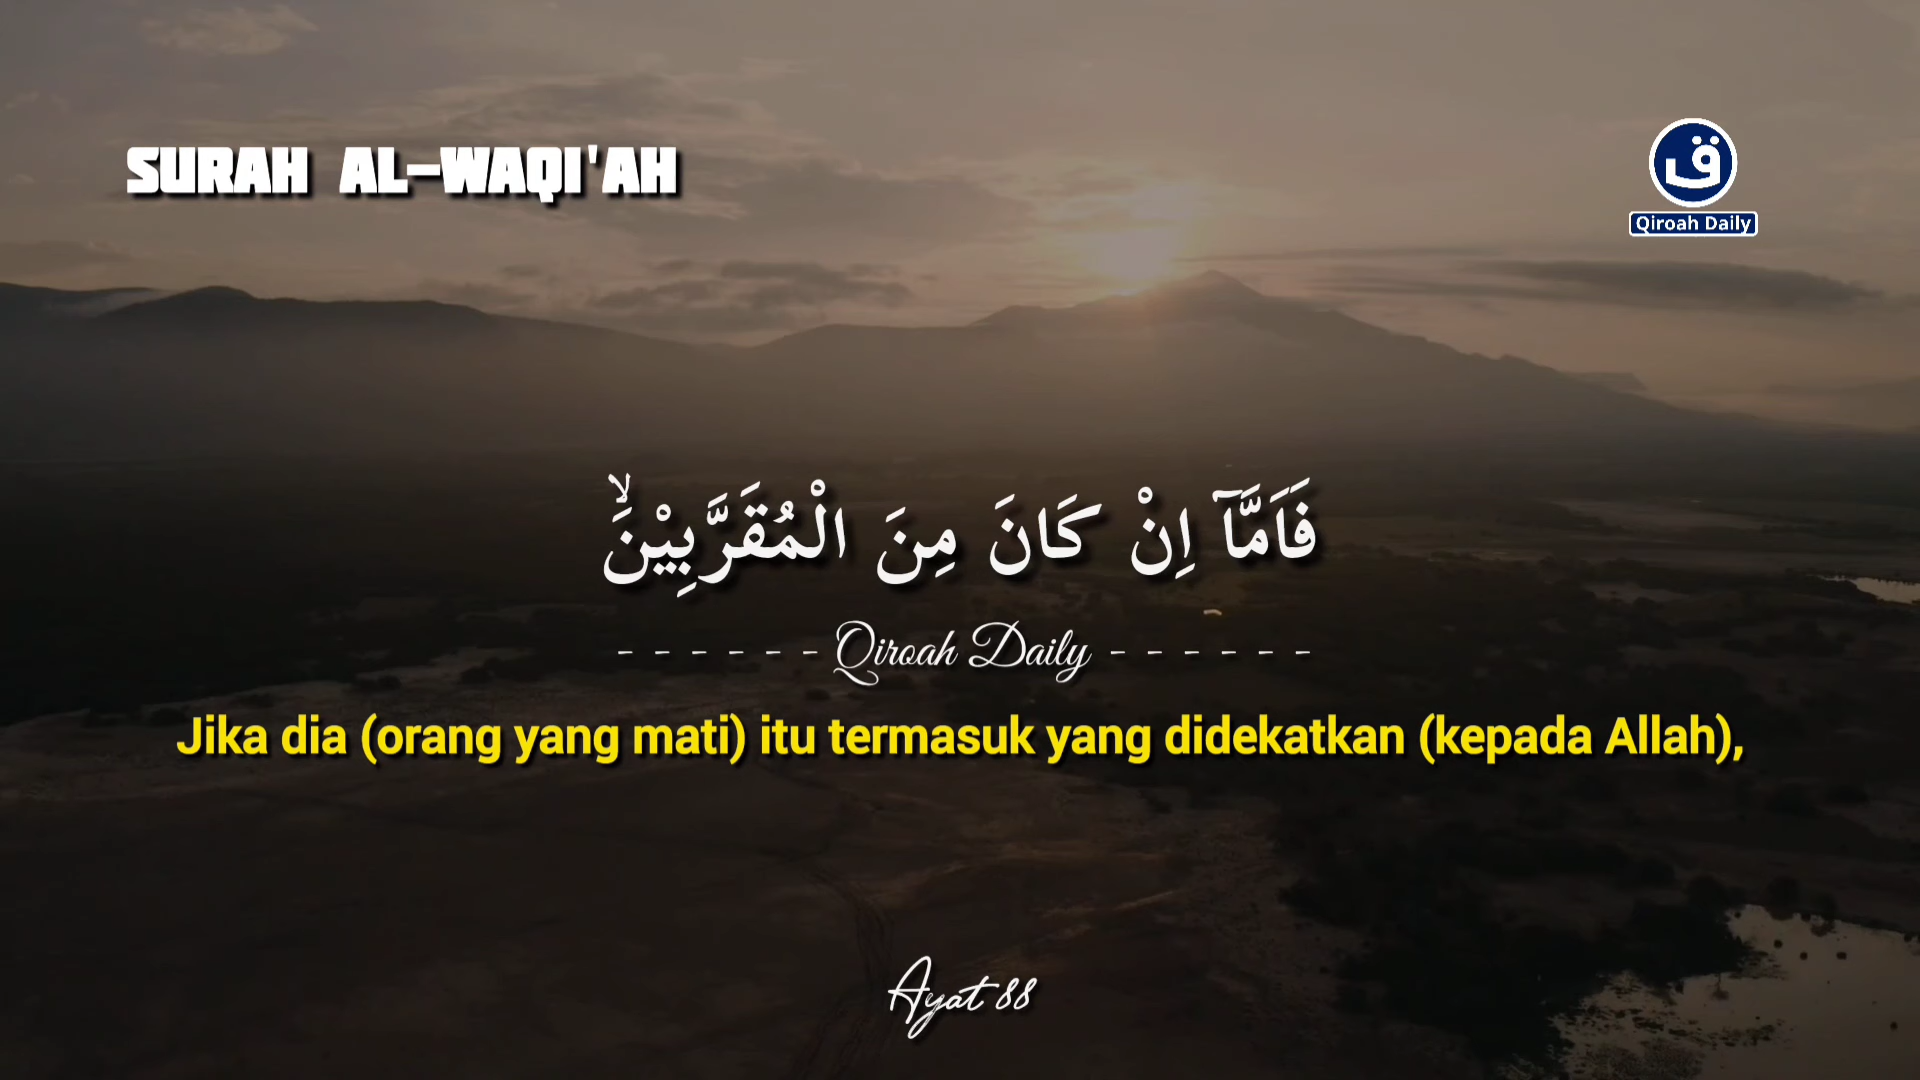 SURAH AL-WAQI'AH
ق
Qiroah Daily
فَاَمَّآ اِنْ كَانَ مِنَ الْمُقَرَّبِيْنَۙ
- - - - - - Qiroah Daily - - - - - -
Jika dia (orang yang mati) itu termasuk yang didekatkan (kepada Allah),
Ayat 88